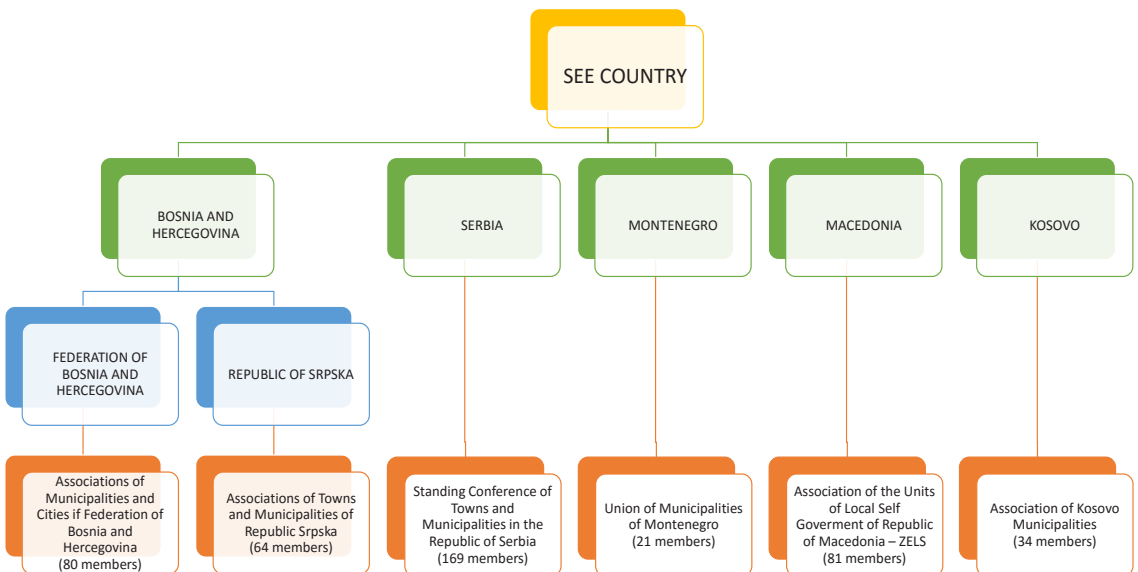 SEE COUNTRY
BOSNIA AND
HERCEGOVINA
SERBIA
MONTENEGRO
MACEDONIA
KOSOVO
FEDERATION OF
BOSNIA AND
HERCEGOVINA
REPUBLIC OF SRPSKA
Associations of
Municipalities and
Cities if Federation of
Bosnia and
Hercegovina
(80 members)
Associations of Towns
and Municipalities of
Republic Srpska
(64 members)
Standing Conference of
Towns and
Municipalities in the
Republic of Serbia
(169 members)
Union of Municipalities
of Montenegro
(21 members)
Association of the Units
of Local Self
Goverment of Republic
of Macedonia – ZELS
(81 members)
Association of Kosovo
Municipalities
(34 members)